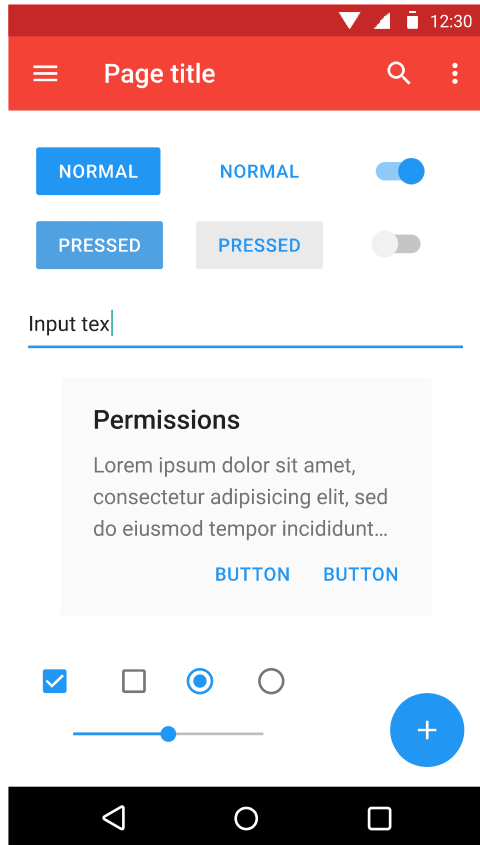 12:30
Page title
NORMAL
NORMAL
PRESSED
PRESSED
Input tex
Permissions
Lorem ipsum dolor sit amet,
consectetur adipisicing elit, sed
do eiusmod tempor incididunt…
BUTTON
BUTTON